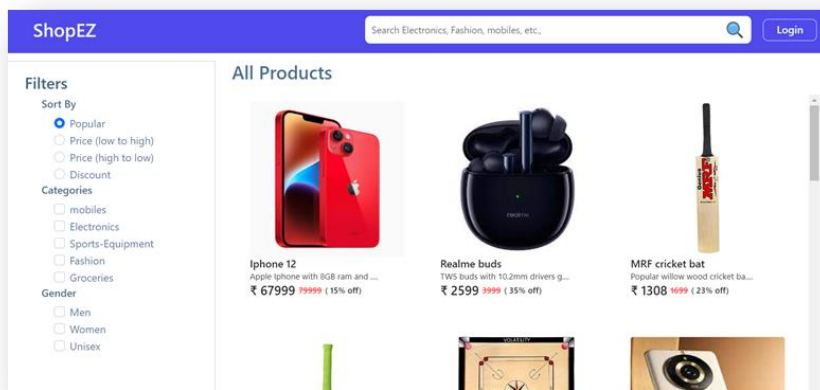 ShopEZ
Search Electronics, Fashion, mobiles, etc.,
Login
Filters
Sort By
Popular
Price (low to high)
Price (high to low)
Discount
Categories
mobiles
Electronics
Sports-Equipment
Fashion
Groceries
Gender
Men
Women
Unisex
All Products
realme
MRF
Iphone 12
Apple Iphone with 8GB ram and ....
₹ 67999 79999 ( 15% off)
Realme buds
TWS buds with 10.2mm drivers g....
₹ 2599 3999 ( 35% off)
MRF cricket bat
Popular willow wood cricket ba....
₹ 1308 1699 ( 23% off)
VOLATILITY